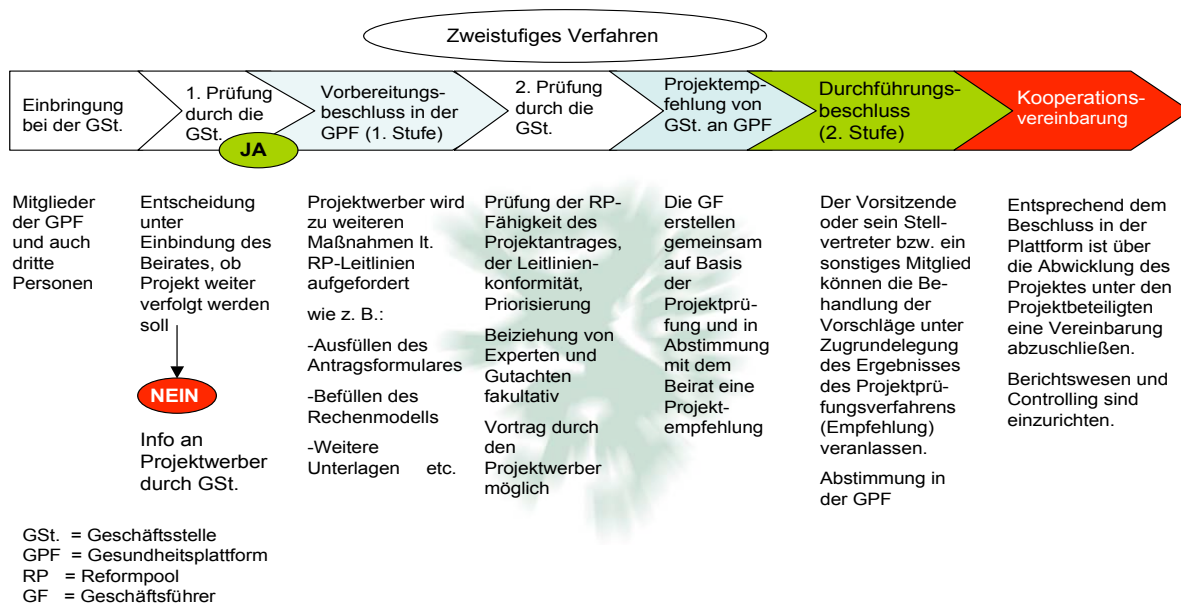 Zweistufiges Verfahren
Einbringung
bei der GSt.
1. Prüfung
durch die
GSt.
JA
Vorbereitungs-
beschluss in der
GPF (1. Stufe)
2. Prüfung
durch die
GSt.
Projektemp-
fehlung von
GSt. an GPF
Durchführungs-
beschluss
(2. Stufe)
Kooperations-
vereinbarung
Mitglieder
der GPF
und auch
dritte
Personen
Entscheidung
unter
Einbindung des
Beirates, ob
Projekt weiter
verfolgt werden
soll
NEIN
Info an
Projektwerber
durch GSt.
Projektwerber wird
zu weiteren
Maßnahmen lt.
RP-Leitlinien
aufgefordert
wie z. B.:
-Ausfüllen des
Antragsformulares
-Befüllen des
Rechenmodells
-Weitere
Unterlagen etc.
Prüfung der RP-
Fähigkeit des
Projektantrages,
der Leitlinien-
konformität,
Priorisierung
Beiziehung von
Experten und
Gutachten
fakultativ
Vortrag durch
den
Projektwerber
möglich
Die GF
erstellen
gemeinsam
auf Basis
der
Projektprü-
fung und in
Abstimmung
mit dem
Beirat eine
Projekt-
empfehlung
Der Vorsitzende
oder sein Stell-
vertreter bzw. ein
sonstiges Mitglied
können die Be-
handlung der
Vorschläge unter
Zugrundelegung
des Ergebnisses
des Projektprü-
fungsverfahrens
(Empfehlung)
veranlassen.
Abstimmung in
der GPF
Entsprechend dem
Beschluss in der
Plattform ist über
die Abwicklung des
Projektes unter den
Projektbeteiligten
eine Vereinbarung
abzuschließen.
Berichtswesen und
Controlling sind
einzurichten.
GSt. = Geschäftsstelle
GPF = Gesundheitsplattform
RP = Reformpool
GF = Geschäftsführer